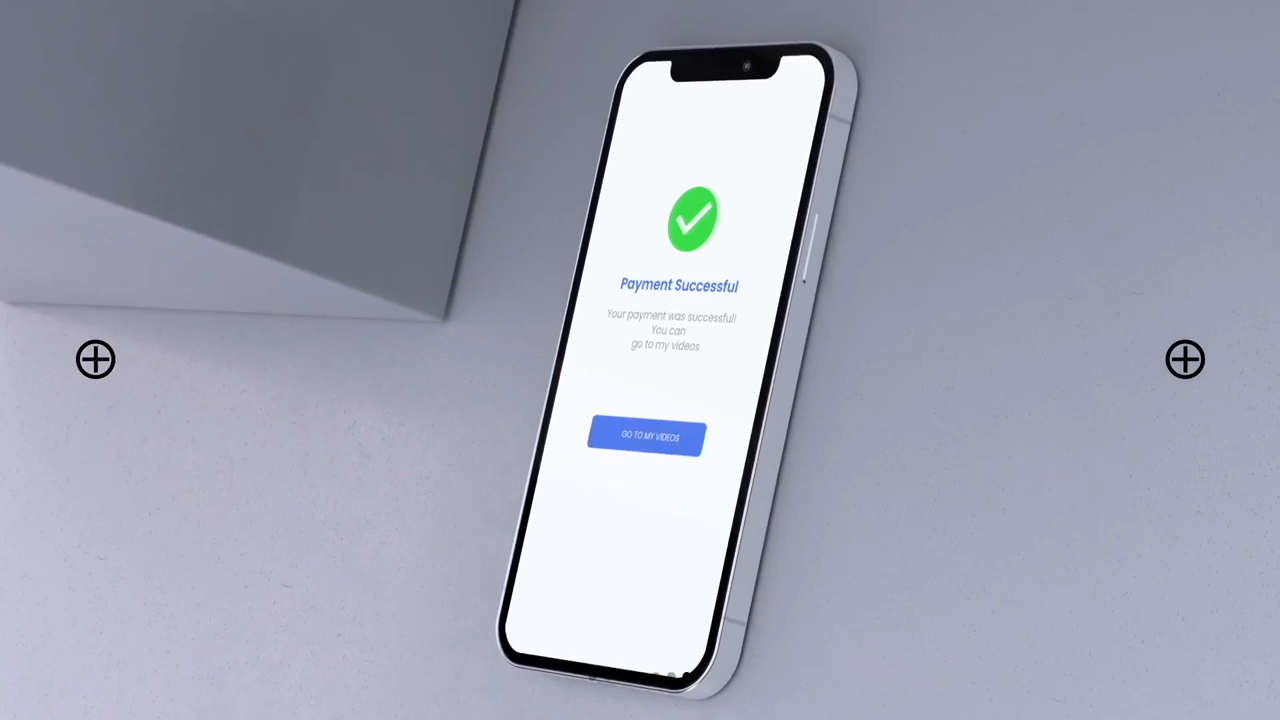 Payment Successful
Your payment was successful!
You can
go to my videos
GO TO MY VIDEOS